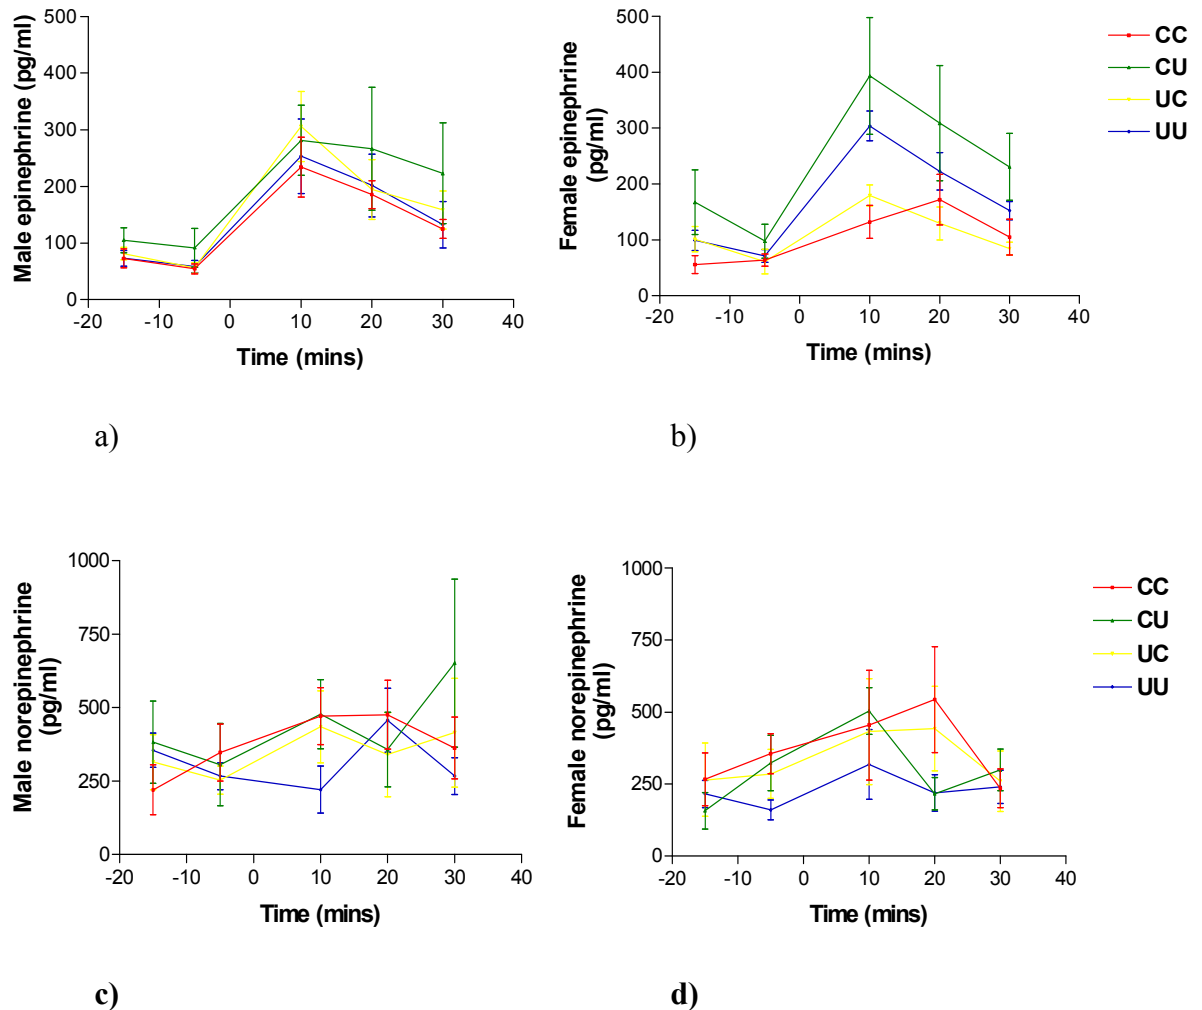 500
400
300
200
100
0
-20 -10 0 10 20 30 40
Male epinephrine (pg/ml)
Time (mins)
500
400
300
200
100
0
-20 -10 0 10 20 30 40
Female epinephrine
(pg/ml)
Time (mins)
CC
CU
UC
UU
a)
b)
1000
750
500
250
0
-20 -10 0 10 20 30 40
Male norepinephrine
(pg/ml)
Time (mins)
1000
750
500
250
0
-20 -10 0 10 20 30 40
Female norepinephrine
(pg/ml)
Time (mins)
CC
CU
UC
UU
c)
d)